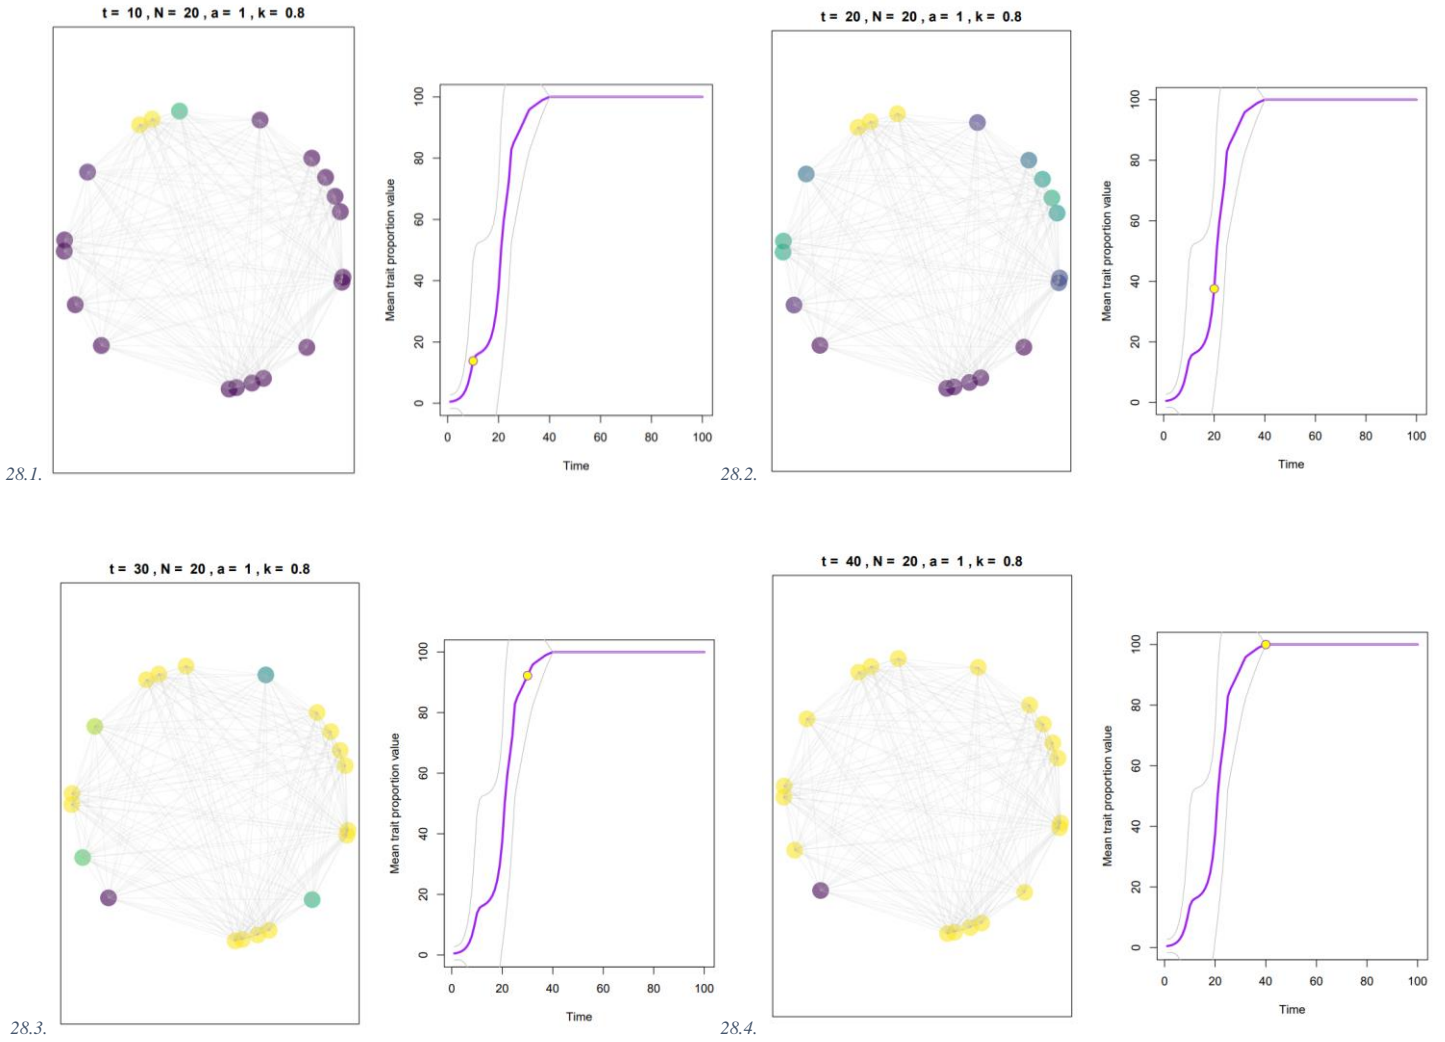 t = 10 , N = 20 , a = 1 , k = 0.8
Mean trait proportion value
100
80
60
40
20
0
0 20 40 60 80 100
Time
28.1.
t = 20 , N = 20 , a = 1 , k = 0.8
Mean trait proportion value
100
80
60
40
20
0
0 20 40 60 80 100
Time
28.2.
t = 30 , N = 20 , a = 1 , k = 0.8
Mean trait proportion value
100
80
60
40
20
0
0 20 40 60 80 100
Time
28.3.
t = 40 , N = 20 , a = 1 , k = 0.8
Mean trait proportion value
100
80
60
40
20
0
0 20 40 60 80 100
Time
28.4.